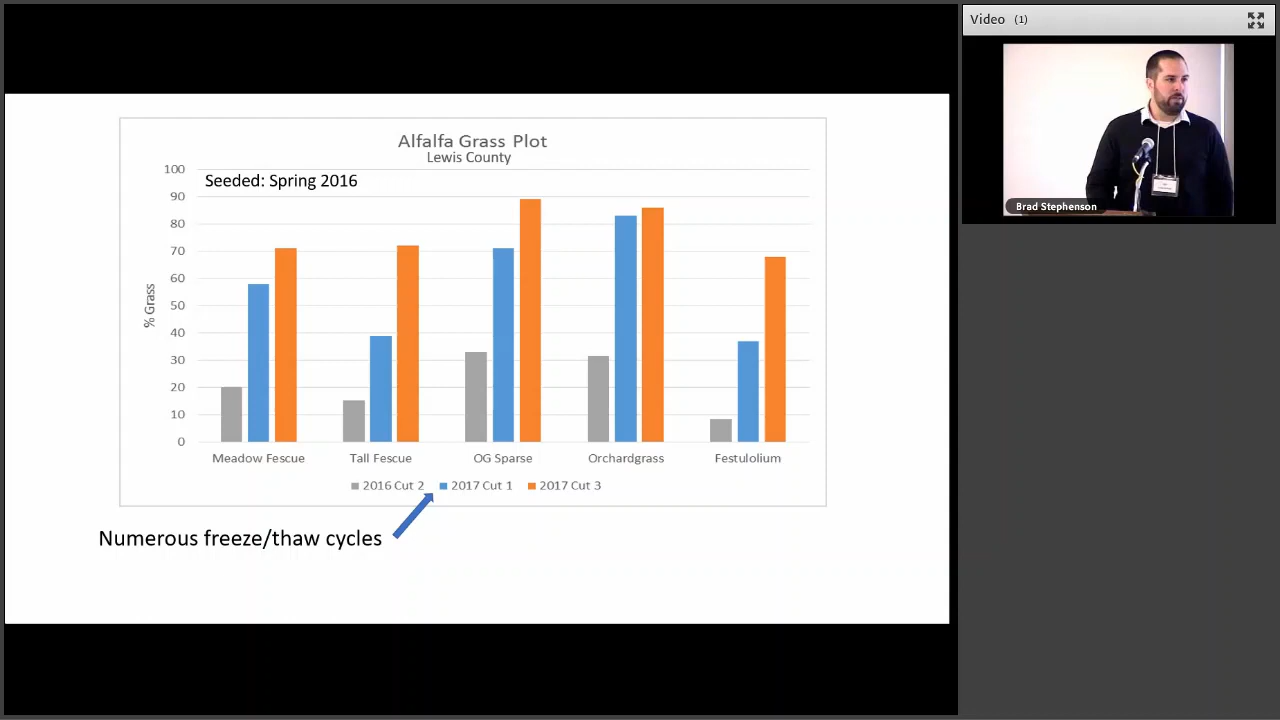 Video (1)
Brad Stephenson
Alfalfa Grass Plot
Lewis County
Seeded: Spring 2016
% Grass
100
90
80
70
60
50
40
30
20
10
0
Meadow Fescue Tall Fescue OG Sparse Orchardgrass Festulolium
2016 Cut 2 2017 Cut 1 2017 Cut 3
Numerous freeze/thaw cycles